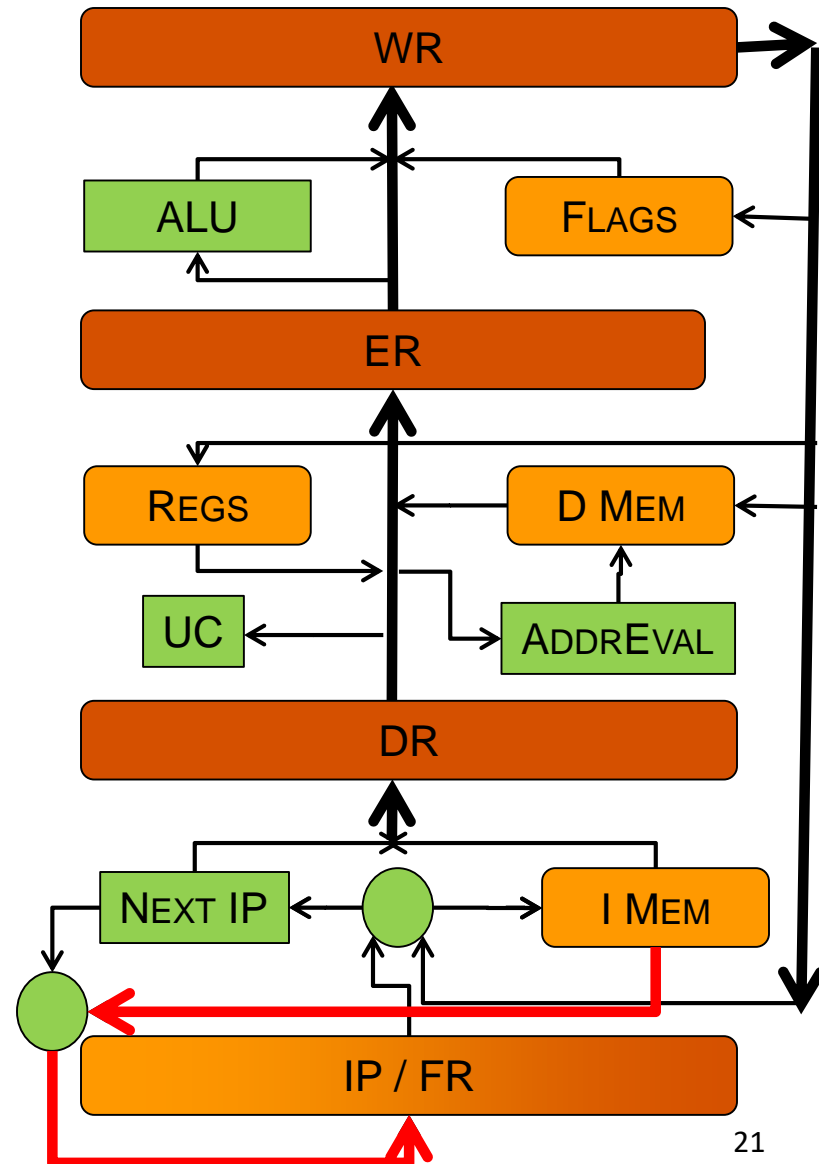 WR
ALU
FLAGS
ER
REGS
D MEM
UC
ADDREVAL
DR
NEXT IP
I MEM
IP / FR
21